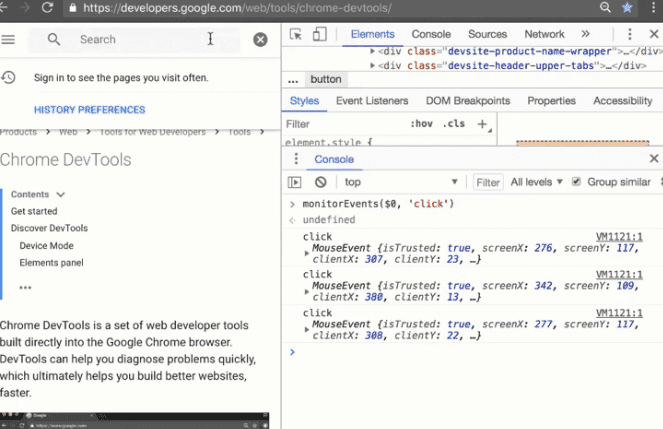 https://developers.google.com/web/tools/chrome-devtools/
Search
Sign in to see the pages you visit often.
HISTORY PREFERENCES
Products > Web > Tools for Web Developers > Tools >
Chrome DevTools
Contents
Get started
Discover DevTools
Device Mode
Elements panel
•••
Chrome DevTools is a set of web developer tools
built directly into the Google Chrome browser.
DevTools can help you diagnose problems quickly,
which ultimately helps you build better websites,
faster.
Elements Console Sources Network »
<div class="devsite-product-name-wrapper">…</div>
<div class="devsite-header-upper-tabs">…</div>
... button
Styles Event Listeners DOM Breakpoints Properties Accessibility
Filter :hov .cls +
element.style {
Console
top Filter All levels Group similar
> monitorEvents($0, 'click')
undefined
click VM1121:1
MouseEvent {isTrusted: true, screenX: 276, screenY: 117,
clientX: 307, clientY: 23, …}
click VM1121:1
MouseEvent {isTrusted: true, screenX: 342, screenY: 109,
clientX: 380, clientY: 13, …}
click VM1121:1
MouseEvent {isTrusted: true, screenX: 277, screenY: 117,
clientX: 308, clientY: 22, …}
>